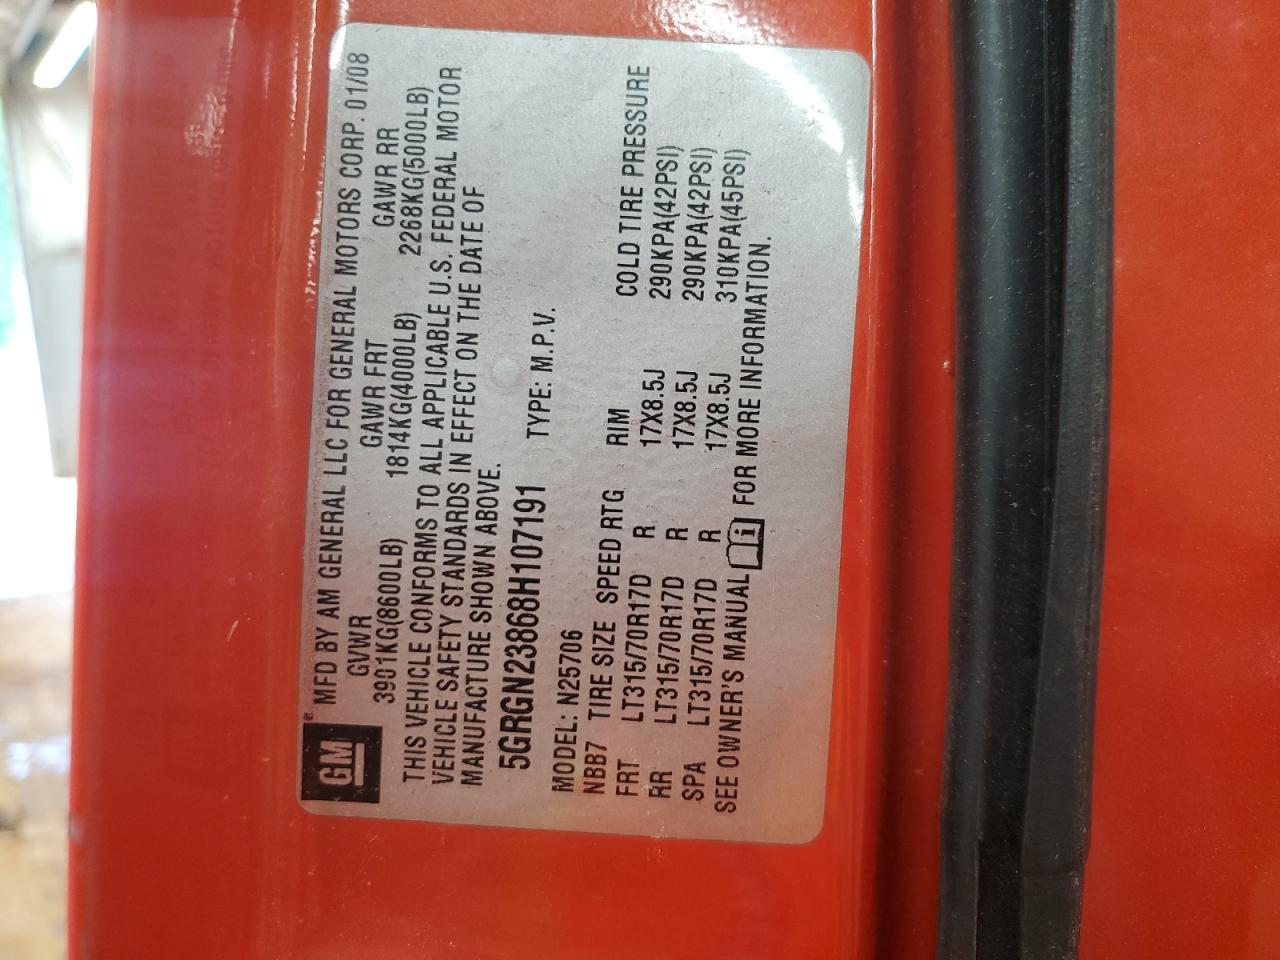 GM
MFD BY AM GENERAL LLC FOR GENERAL MOTORS CORP. 01/08
GVWR GAWR FRT GAWR RR
3901KG(8600LB) 1814KG(4000LB) 2268KG(5000LB)
THIS VEHICLE CONFORMS TO ALL APPLICABLE U.S. FEDERAL MOTOR
VEHICLE SAFETY STANDARDS IN EFFECT ON THE DATE OF
MANUFACTURE SHOWN ABOVE.
5GRGN23868H107191 TYPE: M.P.V.
MODEL: N25706
NBB7 TIRE SIZE SPEED RTG RIM COLD TIRE PRESSURE
FRT LT315/70R17D R 17X8.5J 290KPA(42PSI)
RR LT315/70R17D R 17X8.5J 290KPA(42PSI)
SPA LT315/70R17D R 17X8.5J 310KPA(45PSI)
SEE OWNER'S MANUAL i FOR MORE INFORMATION.